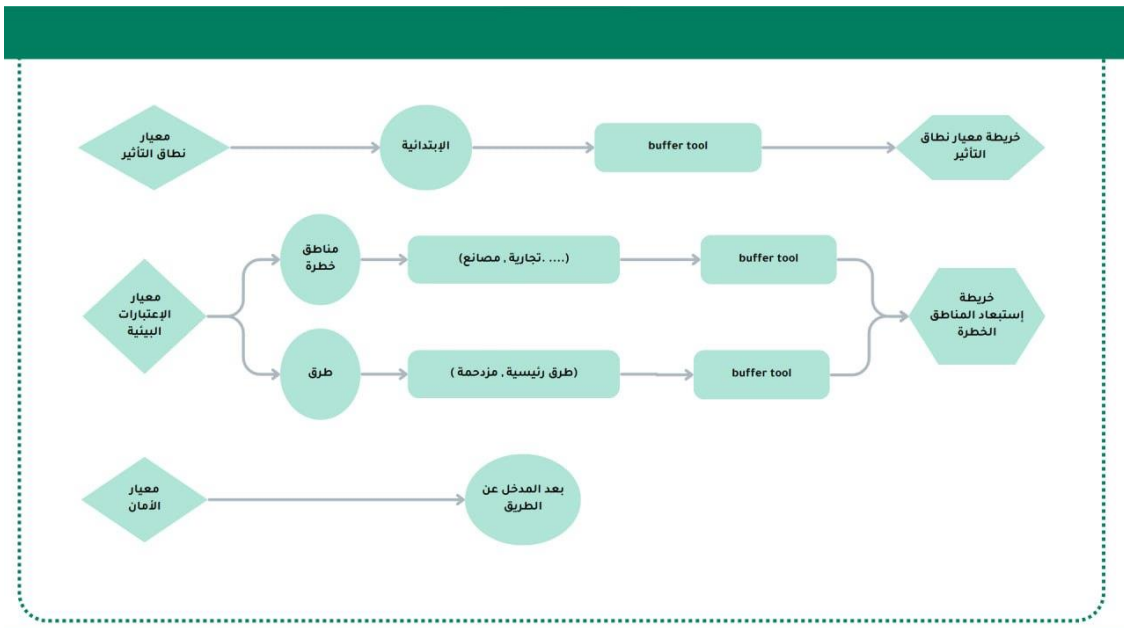 معيار
نطاق التأثير
الإبتدائية
buffer tool
خريطة معيار نطاق
التأثير
معيار
الإعتبارات
البيئية
مناطق
خطرة
(تجارية , مصانع. ....)
buffer tool
طرق
(طرق رئيسية , مزدحمة )
buffer tool
خريطة
إستبعاد المناطق
الخطرة
معيار
الأمان
بعد المدخل عن
الطريق